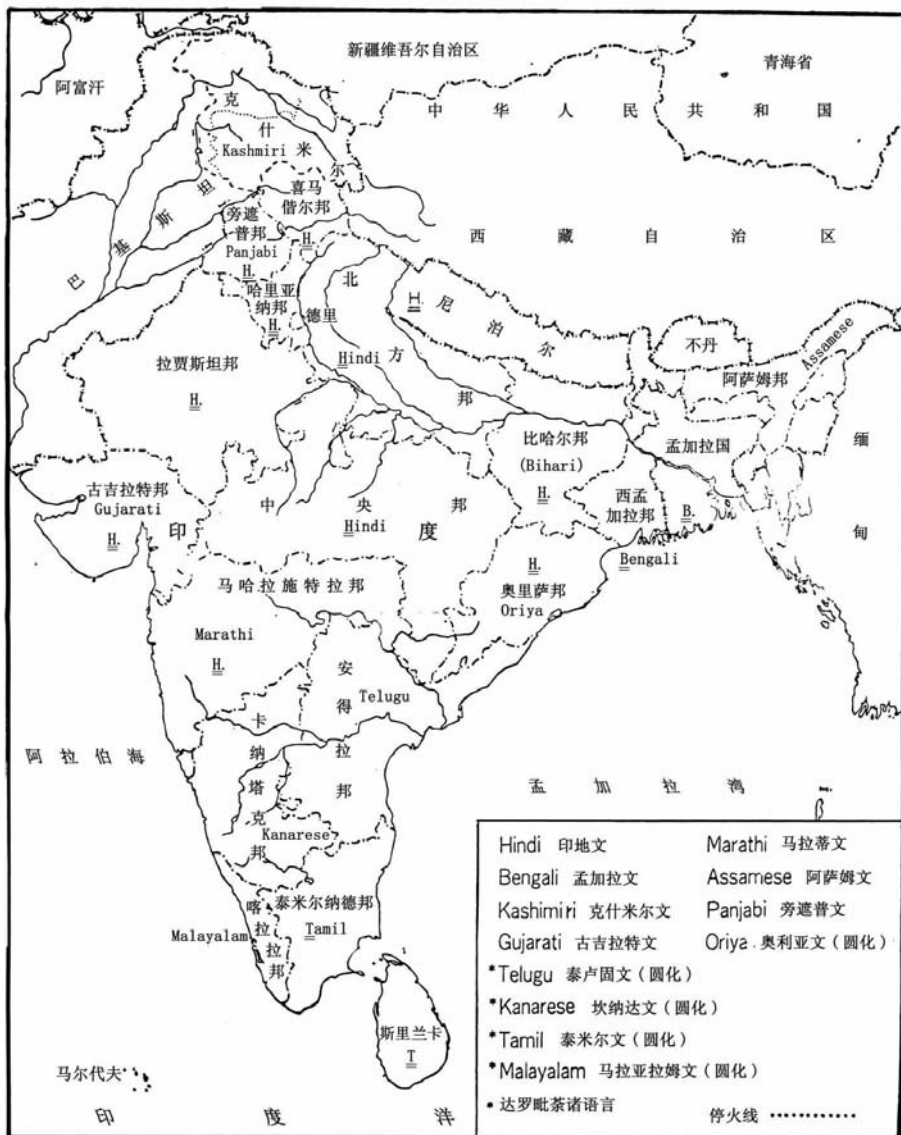 新疆维吾尔自治区
青海省
阿富汗
中华人民共和国
克什米尔
Kashmiri
喜马
偕尔邦
巴基斯坦
旁遮
普邦
Panjabi
H.
H.
西藏自治区
哈里亚
纳邦
H.
德里
北方邦
Hindi
H.
尼泊尔
不丹
Assamese
阿萨姆邦
拉贾斯坦邦
H.
比哈尔邦
(Bihari)
H.
孟加拉国
缅甸
古吉拉特邦
Gujarati
H.
印度
中央邦
Hindi
西孟
加拉邦
B.
Bengali
马哈拉施特拉邦
Marathi
H.
H.
奥里萨邦
Oriya
安得拉邦
Telugu
卡纳塔克邦
Kanarese
阿拉伯海
孟加拉湾
喀拉拉邦
Malayalam
泰米尔纳德邦
Tamil
斯里兰卡
T
马尔代夫
印度洋
Hindi 印地文
Marathi 马拉蒂文
Bengali 孟加拉文
Assamese 阿萨姆文
Kashimiri 克什米尔文
Panjabi 旁遮普文
Gujarati 古吉拉特文
Oriya.奥利亚文(圆化)
*Telugu 泰卢固文(圆化)
*Kanarese 坎纳达文(圆化)
*Tamil 泰米尔文(圆化)
*Malayalam 马拉亚拉姆文(圆化)
•达罗毗荼诸语言
停火线 ············